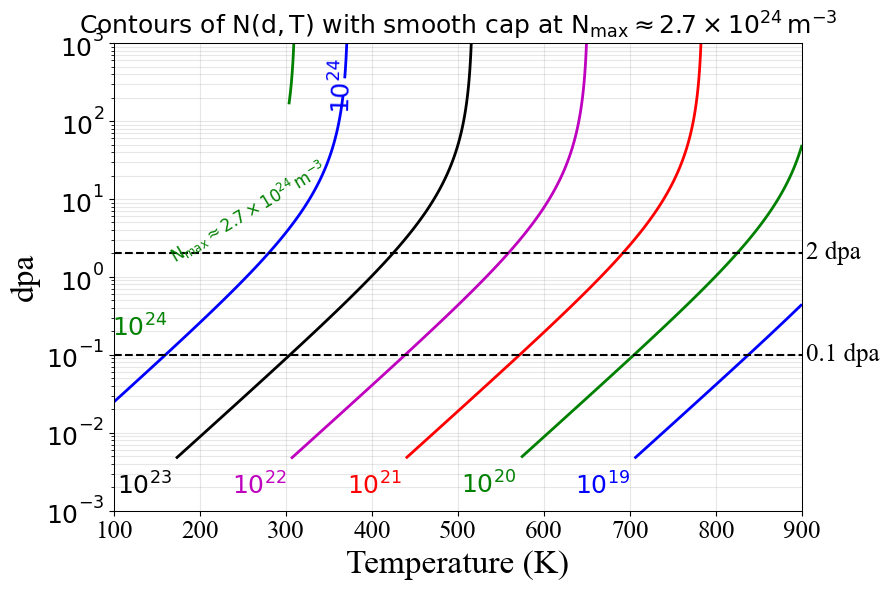 Contours of N(d, T) with smooth cap at N_max ≈ 2.7 × 10^24 m^−3
10^3
10^24
10^2
N_max ≈ 2.7 × 10^24 m^−3
10^1
2 dpa
10^0
dpa
10^24
0.1 dpa
10^−1
10^−2
10^23 10^22 10^21 10^20 10^19
10^−3
100 200 300 400 500 600 700 800 900
Temperature (K)